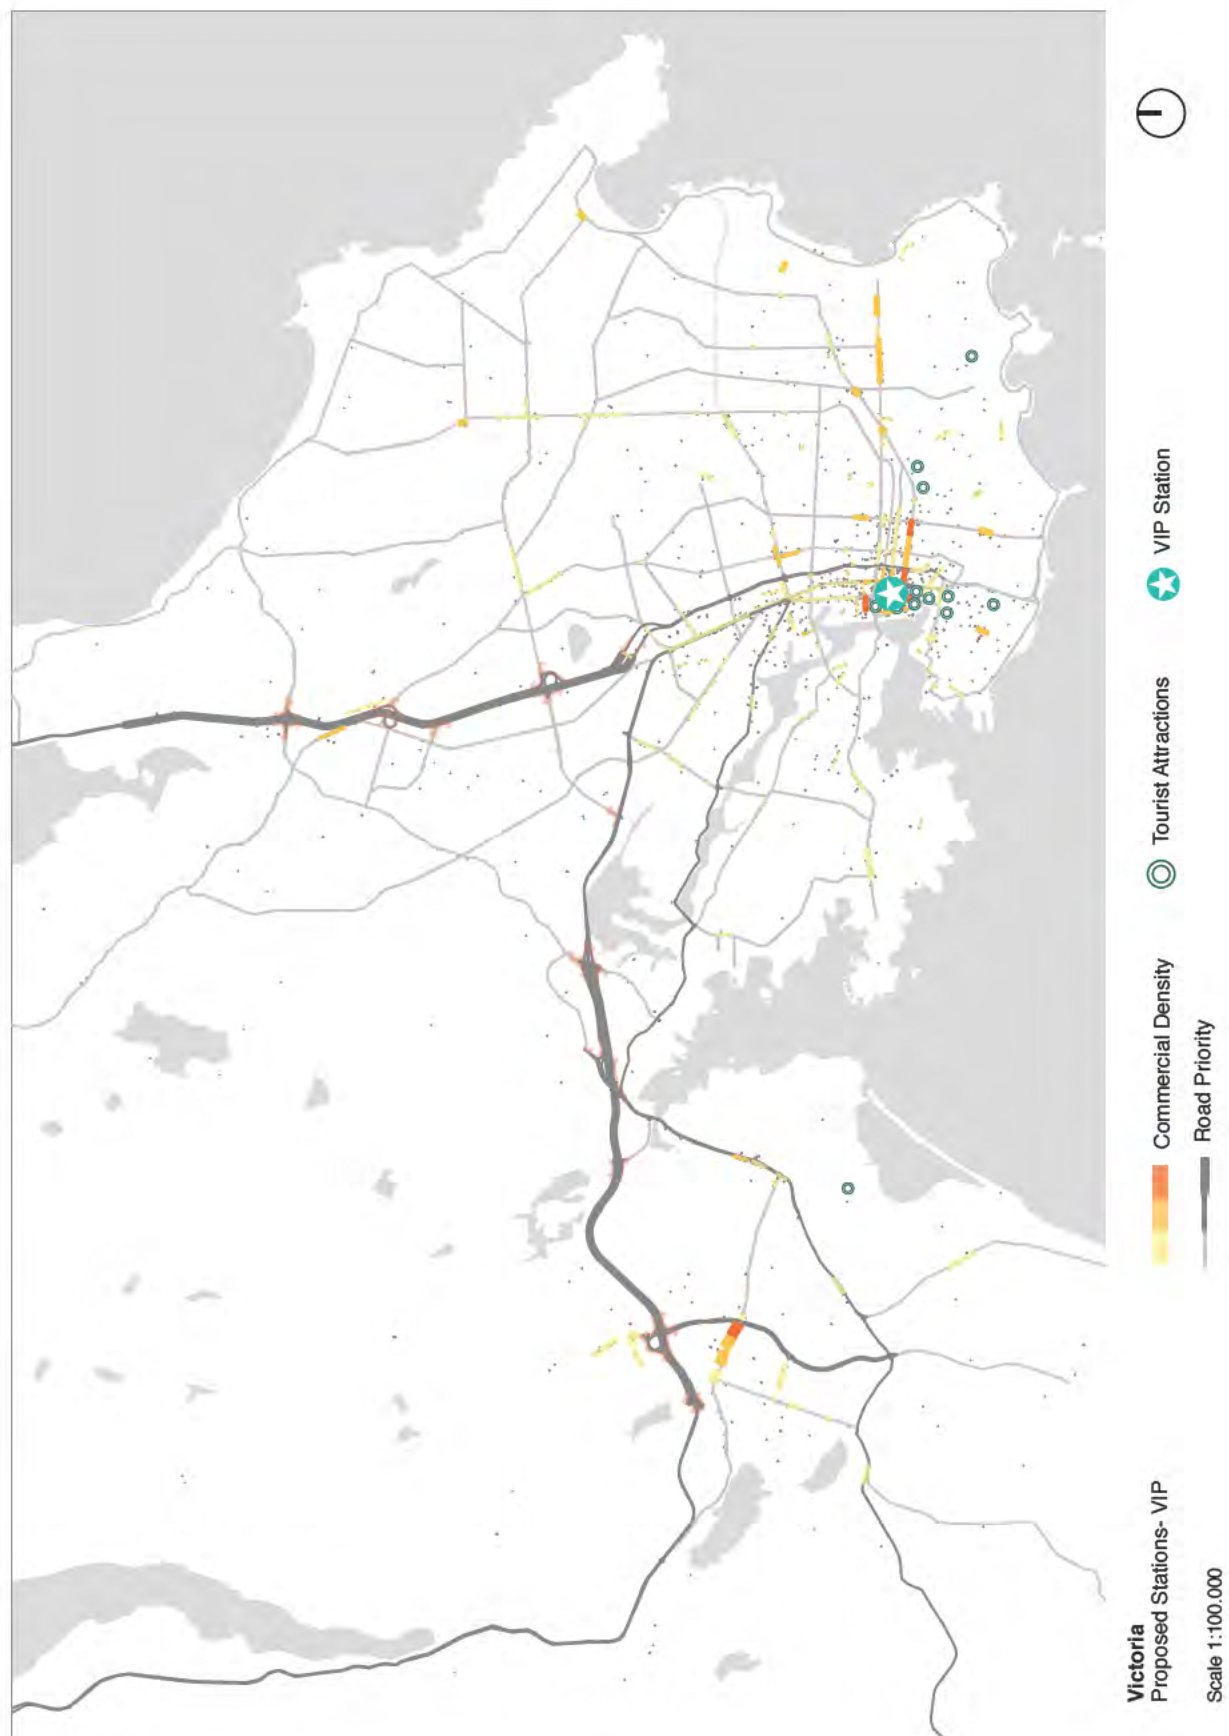 Victoria
Proposed Stations- VIP
Scale 1:100.000
Commercial Density
Road Priority
Tourist Attractions
VIP Station